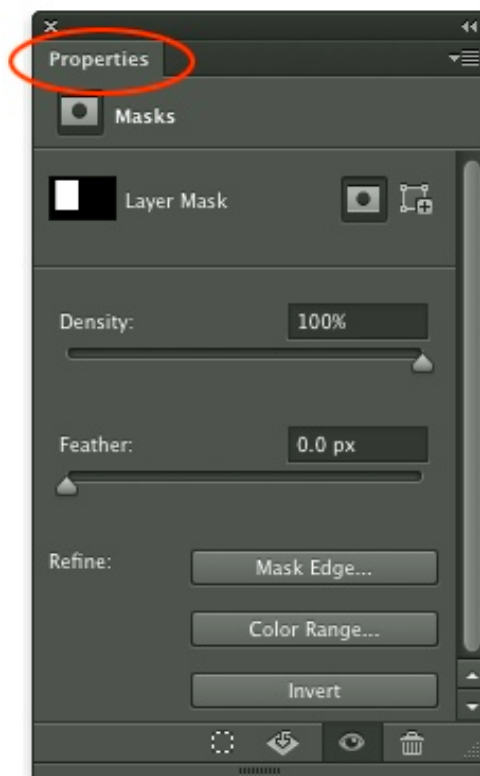 Properties
Masks
Layer Mask
Density: 100%
Feather: 0.0 px
Refine: Mask Edge...
Color Range...
Invert